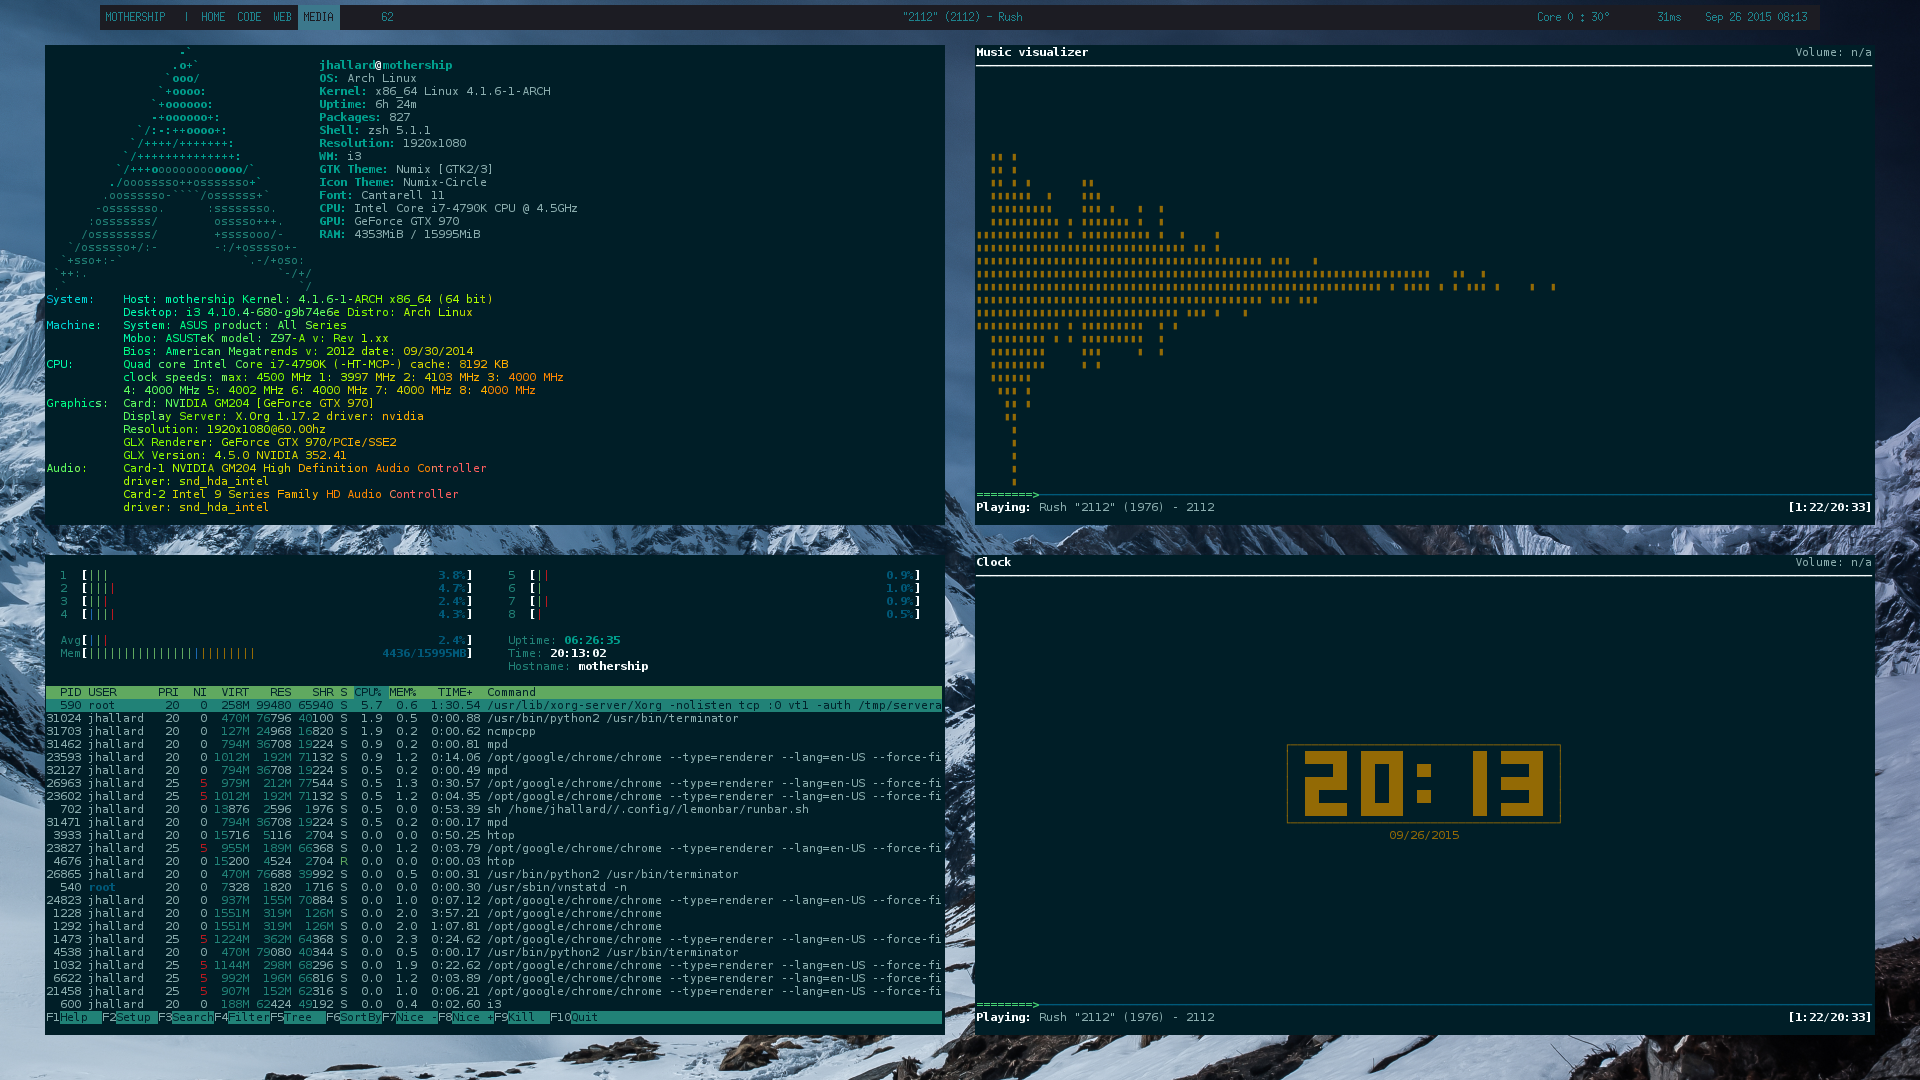 MOTHERSHIP | HOME CODE WEB MEDIA 62 "2112" (2112) - Rush Core 0 : 30° 31ms Sep 26 2015 08:13
jhallard@mothership
OS: Arch Linux
Kernel: x86_64 Linux 4.1.6-1-ARCH
Uptime: 6h 24m
Packages: 827
Shell: zsh 5.1.1
Resolution: 1920x1080
WM: i3
GTK Theme: Numix [GTK2/3]
Icon Theme: Numix-Circle
Font: Cantarell 11
CPU: Intel Core i7-4790K CPU @ 4.5GHz
GPU: GeForce GTX 970
RAM: 4353MiB / 15995MiB
System: Host: mothership Kernel: 4.1.6-1-ARCH x86_64 (64 bit)
Desktop: i3 4.10.4-680-g9b74e6e Distro: Arch Linux
Machine: System: ASUS product: All Series
Mobo: ASUSTeK model: Z97-A v: Rev 1.xx
Bios: American Megatrends v: 2012 date: 09/30/2014
CPU: Quad core Intel Core i7-4790K (-HT-MCP-) cache: 8192 KB
clock speeds: max: 4500 MHz 1: 3997 MHz 2: 4103 MHz 3: 4000 MHz
4: 4000 MHz 5: 4002 MHz 6: 4000 MHz 7: 4000 MHz 8: 4000 MHz
Graphics: Card: NVIDIA GM204 [GeForce GTX 970]
Display Server: X.Org 1.17.2 driver: nvidia
Resolution: 1920x1080@60.00hz
GLX Renderer: GeForce GTX 970/PCIe/SSE2
GLX Version: 4.5.0 NVIDIA 352.41
Audio: Card-1 NVIDIA GM204 High Definition Audio Controller
driver: snd_hda_intel
Card-2 Intel 9 Series Family HD Audio Controller
driver: snd_hda_intel
Music visualizer Volume: n/a
========>
Playing: Rush "2112" (1976) - 2112 [1:22/20:33]
1 [||| 3.8%] 5 [|| 0.9%]
2 [|||| 4.7%] 6 [| 1.0%]
3 [||| 2.4%] 7 [|| 0.9%]
4 [|||| 4.3%] 8 [| 0.5%]
Avg[||| 2.4%] Uptime: 06:26:35
Mem[|||||||||||||||||||||||| 4436/15995MB] Time: 20:13:02
Hostname: mothership
PID USER PRI NI VIRT RES SHR S CPU% MEM% TIME+ Command
590 root 20 0 258M 99480 65940 S 5.7 0.6 1:30.54 /usr/lib/xorg-server/Xorg -nolisten tcp :0 vt1 -auth /tmp/servera
31024 jhallard 20 0 470M 76796 40100 S 1.9 0.5 0:00.88 /usr/bin/python2 /usr/bin/terminator
31703 jhallard 20 0 127M 24968 16820 S 1.9 0.2 0:00.62 ncmpcpp
31462 jhallard 20 0 794M 36708 19224 S 0.9 0.2 0:00.81 mpd
23593 jhallard 20 0 1012M 192M 71132 S 0.9 1.2 0:14.06 /opt/google/chrome/chrome --type=renderer --lang=en-US --force-fi
32127 jhallard 20 0 794M 36708 19224 S 0.5 0.2 0:00.49 mpd
26963 jhallard 25 5 979M 212M 77544 S 0.5 1.3 0:30.57 /opt/google/chrome/chrome --type=renderer --lang=en-US --force-fi
23602 jhallard 25 5 1012M 192M 71132 S 0.5 1.2 0:04.35 /opt/google/chrome/chrome --type=renderer --lang=en-US --force-fi
702 jhallard 20 0 13876 2596 1976 S 0.5 0.0 0:53.39 sh /home/jhallard//.config//lemonbar/runbar.sh
31471 jhallard 20 0 794M 36708 19224 S 0.5 0.2 0:00.17 mpd
3933 jhallard 20 0 15716 5116 2704 S 0.0 0.0 0:50.25 htop
23827 jhallard 25 5 955M 189M 66368 S 0.0 1.2 0:03.79 /opt/google/chrome/chrome --type=renderer --lang=en-US --force-fi
4676 jhallard 20 0 15200 4524 2704 R 0.0 0.0 0:00.03 htop
26865 jhallard 20 0 470M 76688 39992 S 0.0 0.5 0:00.31 /usr/bin/python2 /usr/bin/terminator
540 root 20 0 7328 1820 1716 S 0.0 0.0 0:00.30 /usr/sbin/vnstatd -n
24823 jhallard 20 0 937M 155M 70884 S 0.0 1.0 0:07.12 /opt/google/chrome/chrome --type=renderer --lang=en-US --force-fi
1228 jhallard 20 0 1551M 319M 126M S 0.0 2.0 3:57.21 /opt/google/chrome/chrome
1292 jhallard 20 0 1551M 319M 126M S 0.0 2.0 1:07.81 /opt/google/chrome/chrome
1473 jhallard 25 5 1224M 362M 64368 S 0.0 2.3 0:24.62 /opt/google/chrome/chrome --type=renderer --lang=en-US --force-fi
4538 jhallard 20 0 470M 79080 40344 S 0.0 0.5 0:00.17 /usr/bin/python2 /usr/bin/terminator
1032 jhallard 25 5 1144M 298M 68296 S 0.0 1.9 0:22.62 /opt/google/chrome/chrome --type=renderer --lang=en-US --force-fi
6622 jhallard 25 5 992M 196M 66816 S 0.0 1.2 0:03.89 /opt/google/chrome/chrome --type=renderer --lang=en-US --force-fi
21458 jhallard 25 5 907M 152M 62316 S 0.0 1.0 0:06.21 /opt/google/chrome/chrome --type=renderer --lang=en-US --force-fi
600 jhallard 20 0 188M 62424 49192 S 0.0 0.4 0:02.60 i3
F1Help F2Setup F3SearchF4FilterF5Tree F6SortByF7Nice -F8Nice +F9Kill F10Quit
Clock Volume: n/a
20:13
09/26/2015
========>
Playing: Rush "2112" (1976) - 2112 [1:22/20:33]